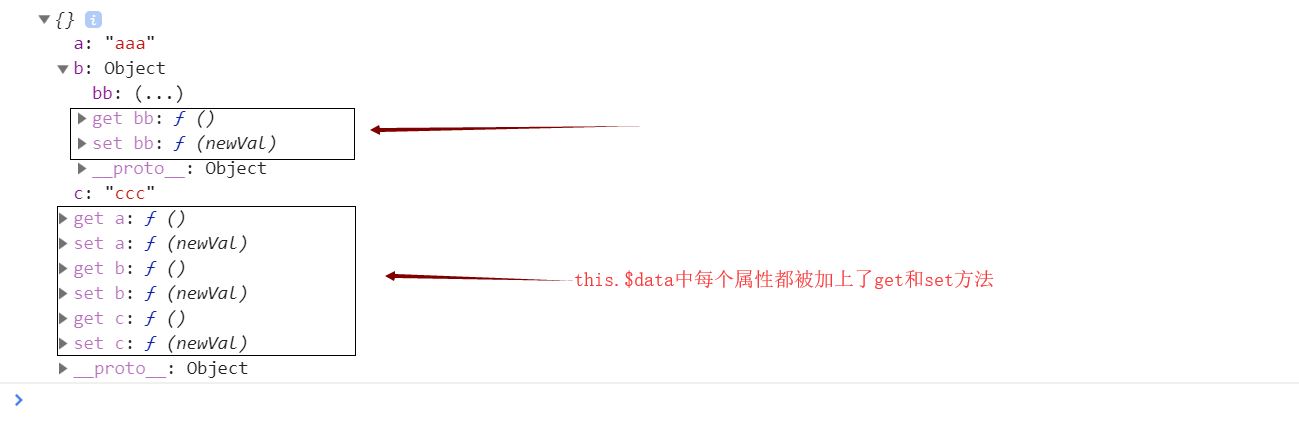 {} i
a: "aaa"
b: Object
bb: (...)
get bb: ƒ ()
set bb: ƒ (newVal)
__proto__: Object
c: "ccc"
get a: ƒ ()
set a: ƒ (newVal)
get b: ƒ ()
set b: ƒ (newVal)
this.$data中每个属性都被加上了get和set方法
get c: ƒ ()
set c: ƒ (newVal)
__proto__: Object